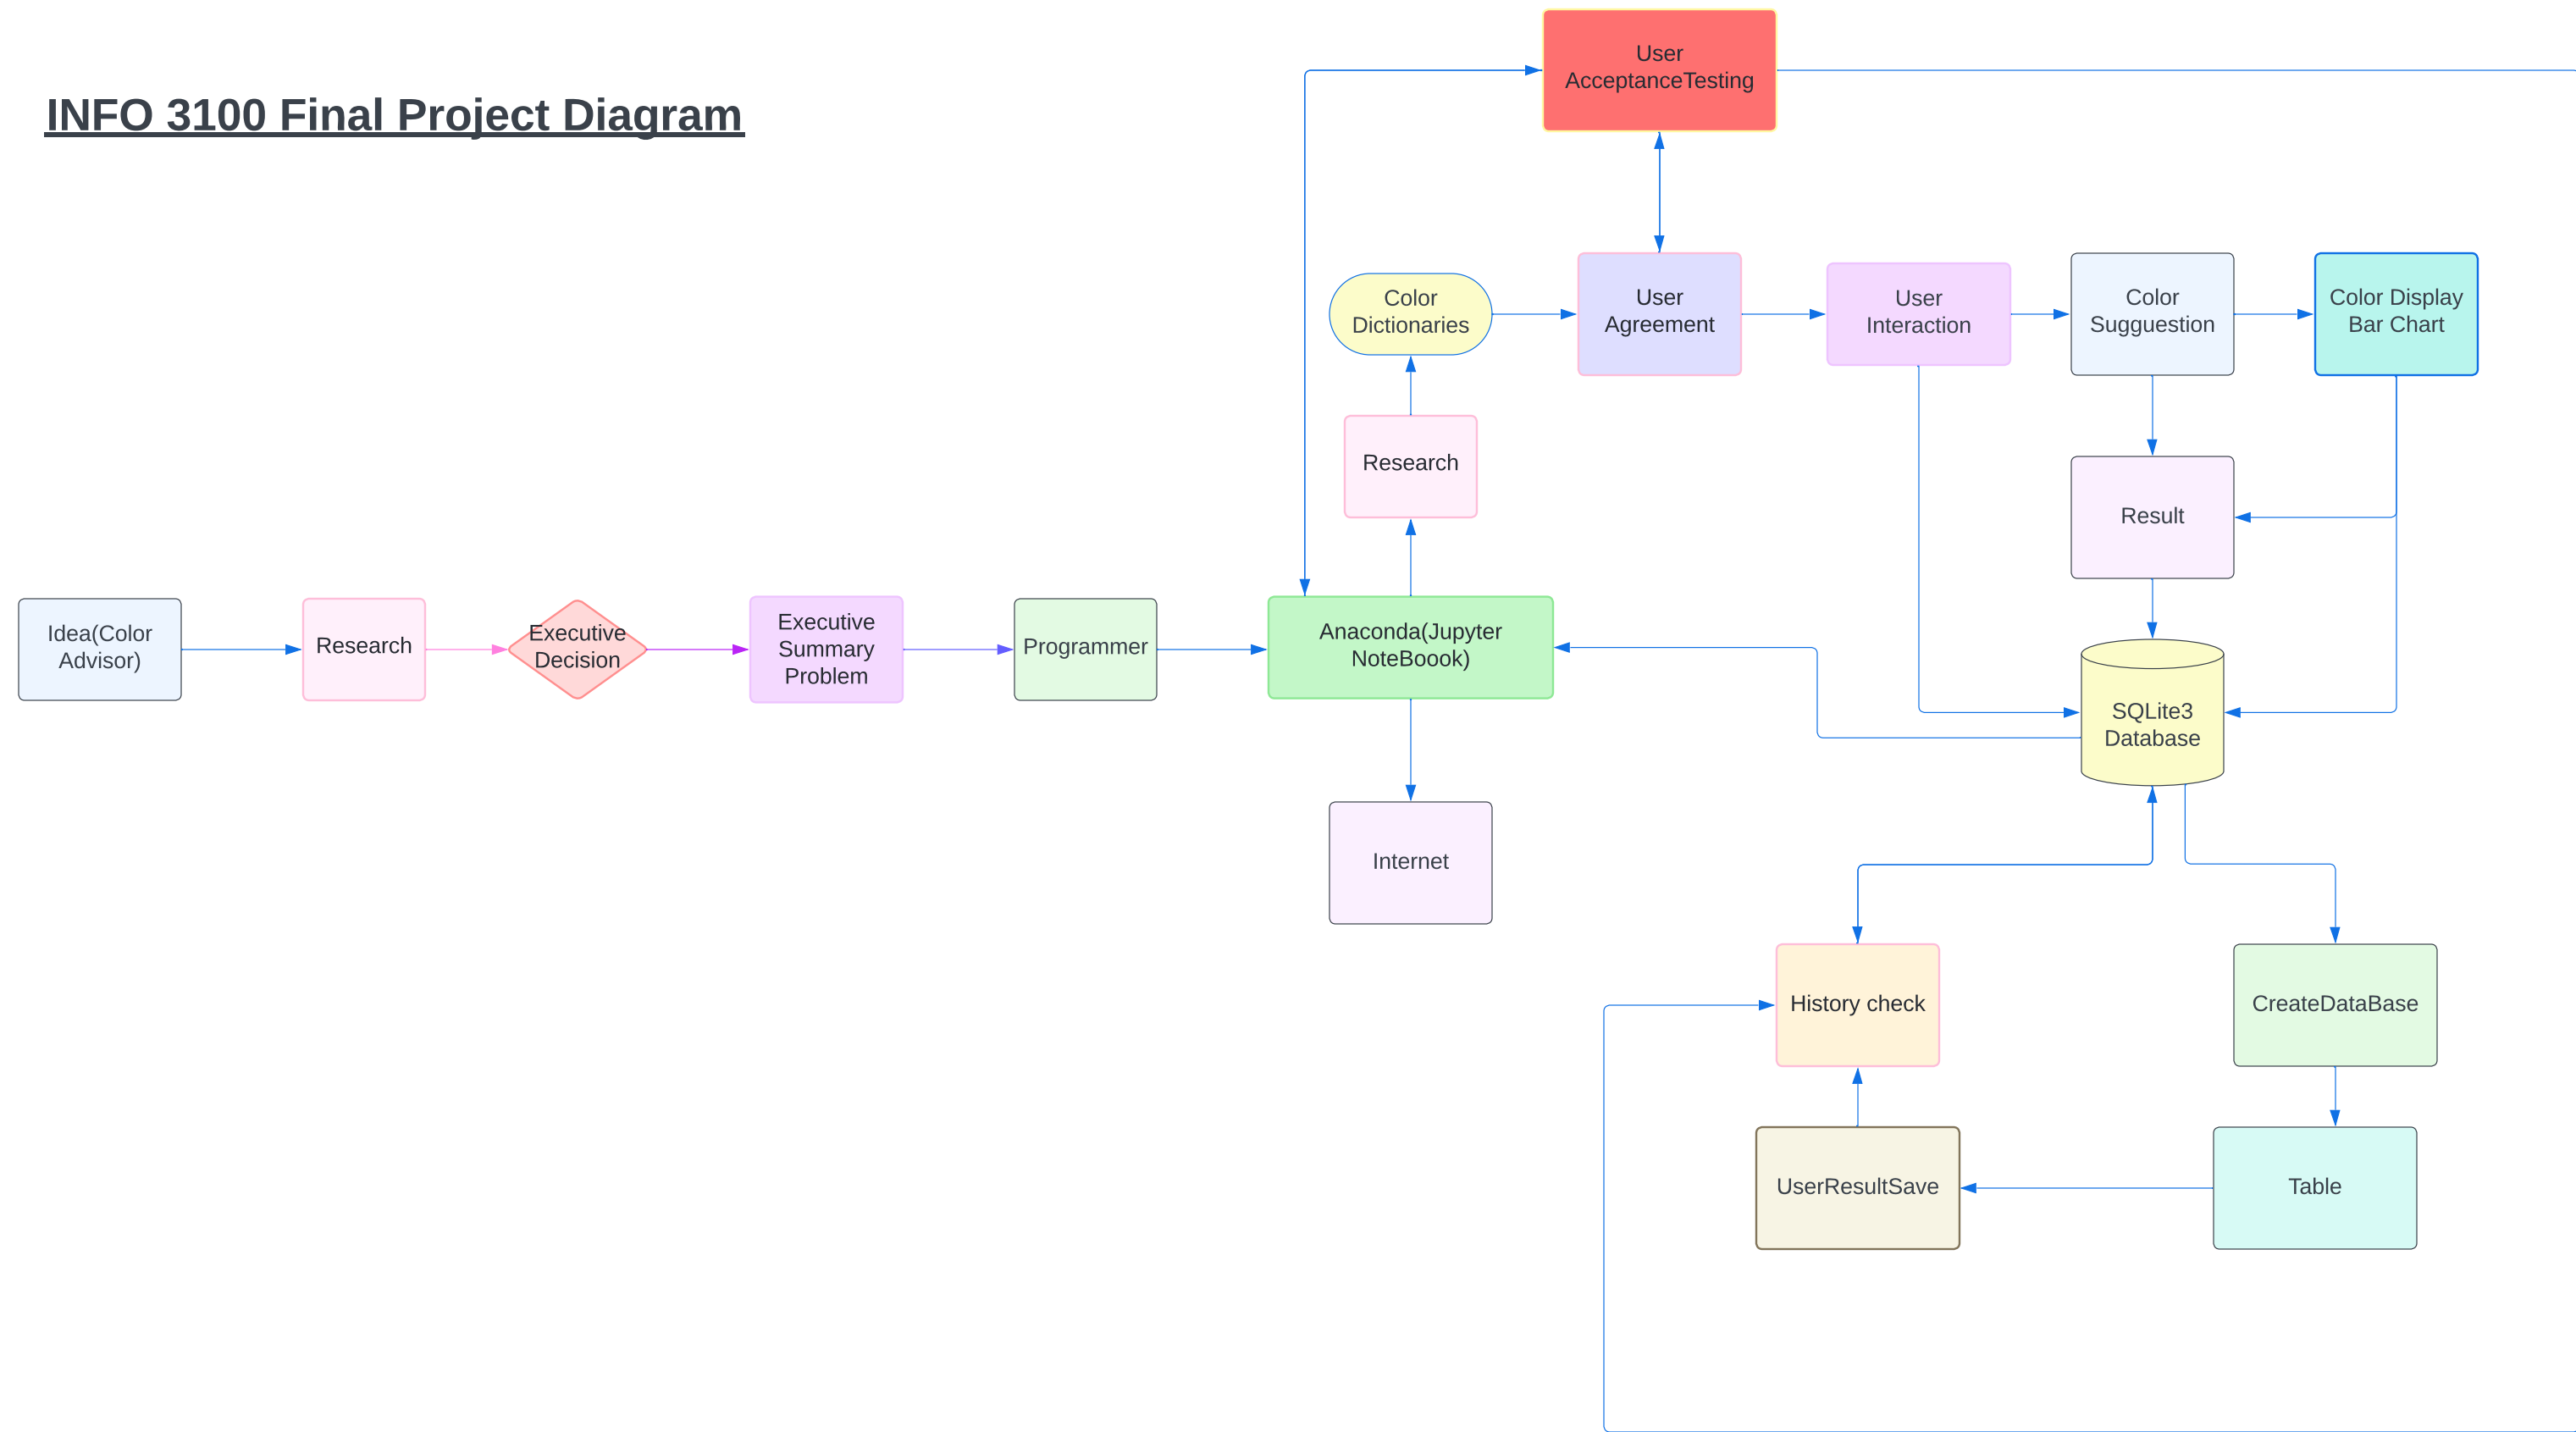 INFO 3100 Final Project Diagram
User
AcceptanceTesting
Color
Dictionaries
User
Agreement
User
Interaction
Color
Sugguestion
Color Display
Bar Chart
Research
Result
Idea(Color
Advisor)
Research
Executive
Decision
Executive
Summary
Problem
Programmer
Anaconda(Jupyter
NoteBoook)
SQLite3
Database
Internet
History check
CreateDataBase
UserResultSave
Table